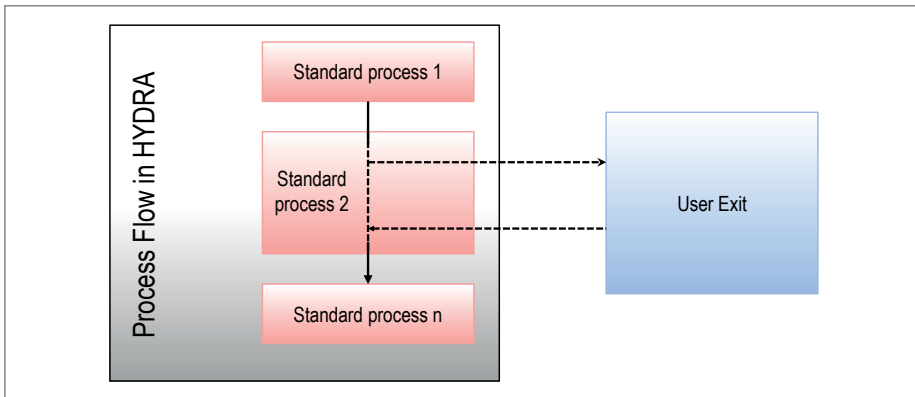 Process Flow in HYDRA
Standard process 1
Standard
process 2
User Exit
Standard process n